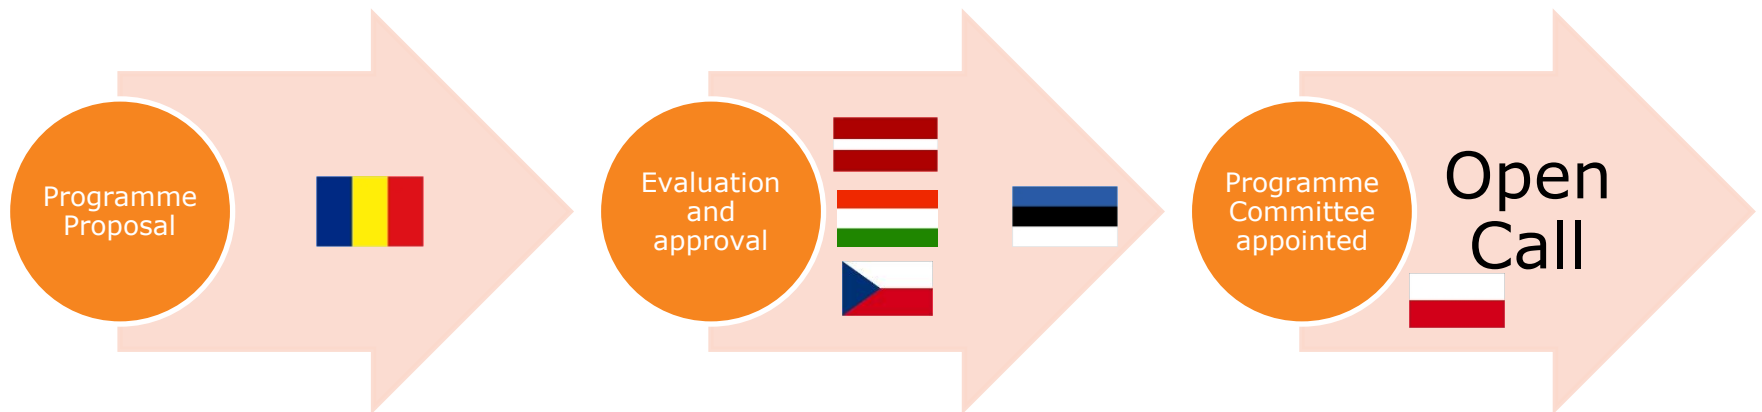 Programme
Proposal
Evaluation
and
approval
Programme
Committee
appointed
Open
Call